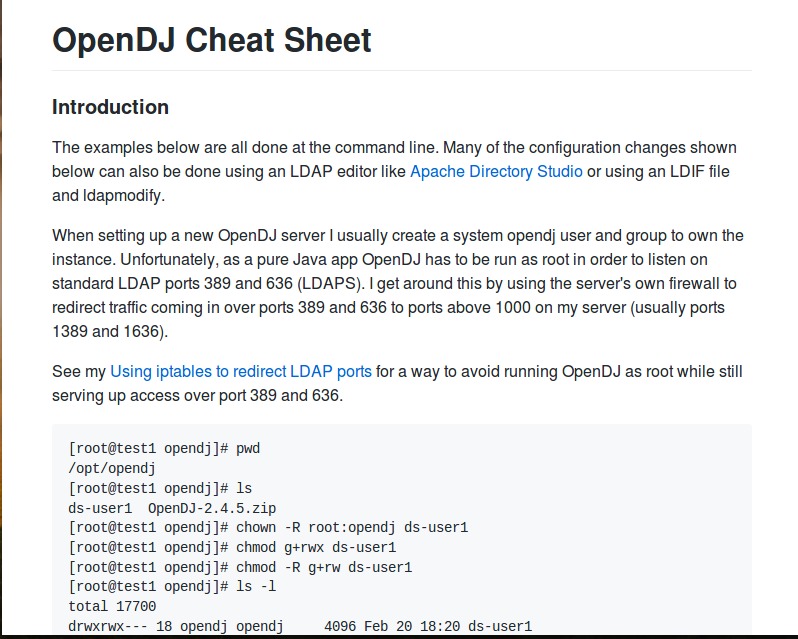 OpenDJ Cheat Sheet
Introduction
The examples below are all done at the command line. Many of the configuration changes shown
below can also be done using an LDAP editor like Apache Directory Studio or using an LDIF file
and ldapmodify.
When setting up a new OpenDJ server I usually create a system opendj user and group to own the
instance. Unfortunately, as a pure Java app OpenDJ has to be run as root in order to listen on
standard LDAP ports 389 and 636 (LDAPS). I get around this by using the server's own firewall to
redirect traffic coming in over ports 389 and 636 to ports above 1000 on my server (usually ports
1389 and 1636).
See my Using iptables to redirect LDAP ports for a way to avoid running OpenDJ as root while still
serving up access over port 389 and 636.
[root@test1 opendj]# pwd
/opt/opendj
[root@test1 opendj]# ls
ds-user1  OpenDJ-2.4.5.zip
[root@test1 opendj]# chown -R root:opendj ds-user1
[root@test1 opendj]# chmod g+rwx ds-user1
[root@test1 opendj]# chmod -R g+rw ds-user1
[root@test1 opendj]# ls -l
total 17700
drwxrwx--- 18 opendj opendj     4096 Feb 20 18:20 ds-user1